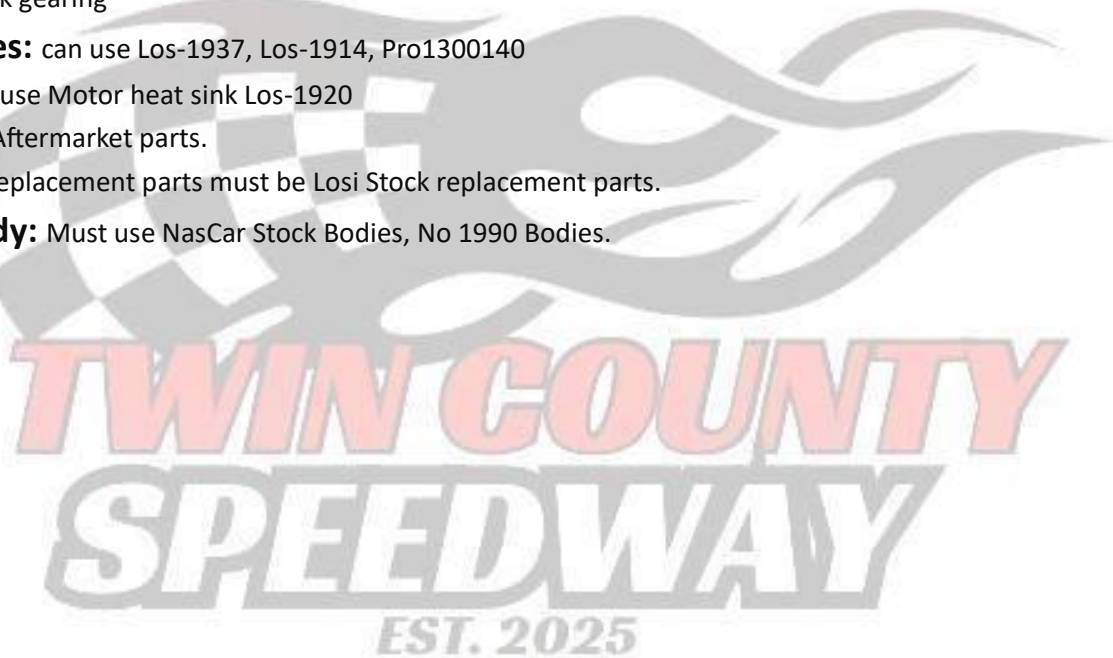 k gearing
es: can use Los-1937, Los-1914, Pro1300140
use Motor heat sink Los-1920
Aftermarket parts.
eplacement parts must be Losi Stock replacement parts.
dy: Must use NasCar Stock Bodies, No 1990 Bodies.
TWIN COUNTY
SPEEDWAY
EST. 2025